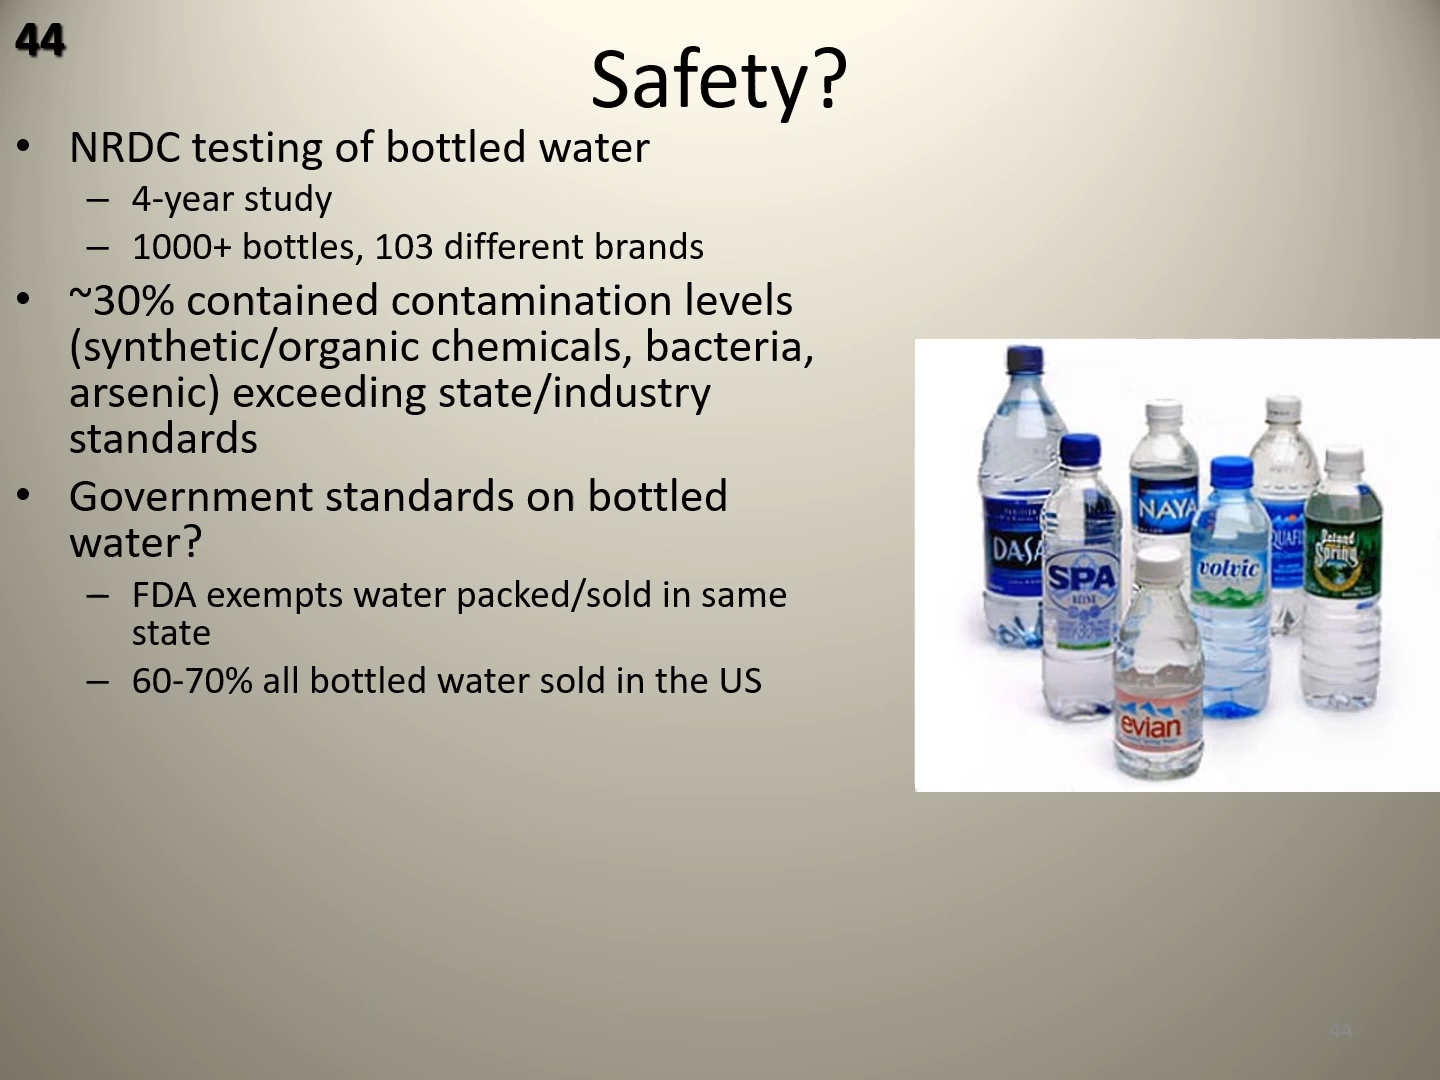 44
Safety?
• NRDC testing of bottled water
– 4-year study
– 1000+ bottles, 103 different brands
• ~30% contained contamination levels
(synthetic/organic chemicals, bacteria,
arsenic) exceeding state/industry
standards
• Government standards on bottled
water?
– FDA exempts water packed/sold in same
state
– 60-70% all bottled water sold in the US
NAYA
DASA
SPA
REINE
volvic
QUAFI
Poland
Spring
evian
44